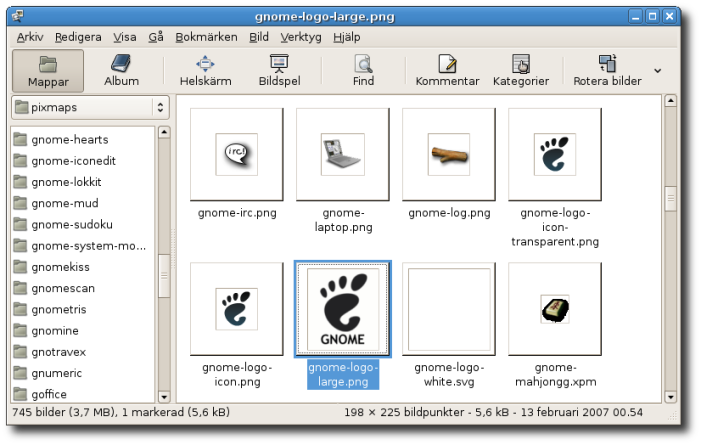 gnome-logo-large.png
Arkiv Redigera Visa Gå Bokmärken Bild Verktyg Hjälp
Mappar Album Helskärm Bildspel Find Kommentar Kategorier Rotera bilder
pixmaps
gnome-hearts
gnome-iconedit
gnome-lokkit
gnome-mud
gnome-sudoku
gnome-system-mo...
gnomekiss
gnomescan
gnometris
gnomine
gnotravex
gnumeric
goffice
irc!
gnome-irc.png
gnome-
laptop.png
gnome-log.png
gnome-logo-
icon-
transparent.png
gnome-logo-
icon.png
GNOME
gnome-logo-
large.png
gnome-logo-
white.svg
gnome-
mahjongg.xpm
745 bilder (3,7 MB), 1 markerad (5,6 kB) 198 × 225 bildpunkter - 5,6 kB - 13 februari 2007 00.54